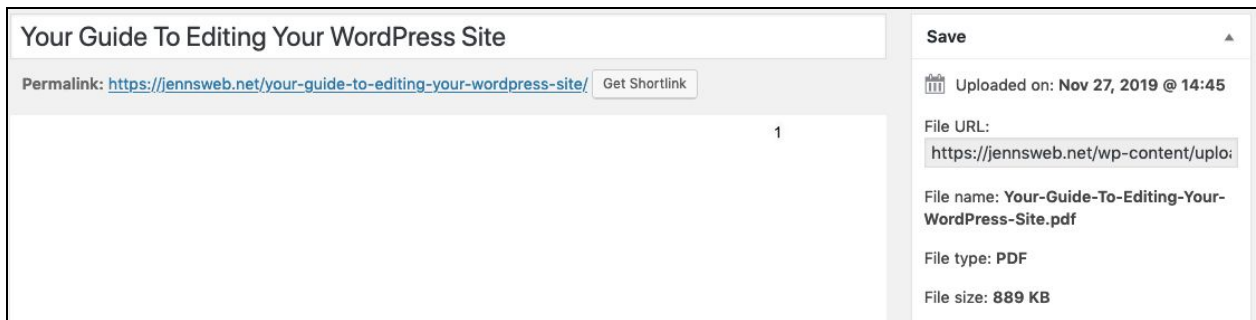 Your Guide To Editing Your WordPress Site
Permalink: https://jennsweb.net/your-guide-to-editing-your-wordpress-site/ Get Shortlink
1
Save
Uploaded on: Nov 27, 2019 @ 14:45
File URL:
https://jennsweb.net/wp-content/uploa
File name: Your-Guide-To-Editing-Your-
WordPress-Site.pdf
File type: PDF
File size: 889 KB